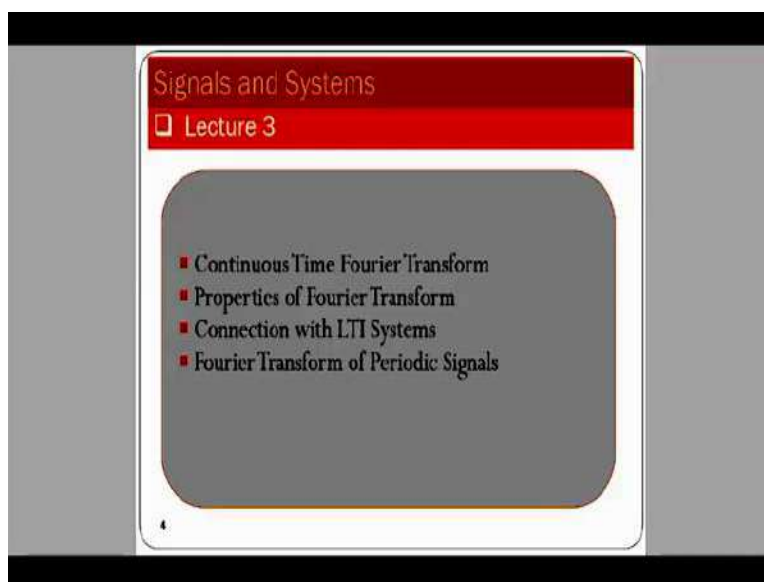 Signals and Systems
Lecture 3
Continuous Time Fourier Transform
Properties of Fourier Transform
Connection with LTI Systems
Fourier Transform of Periodic Signals
4